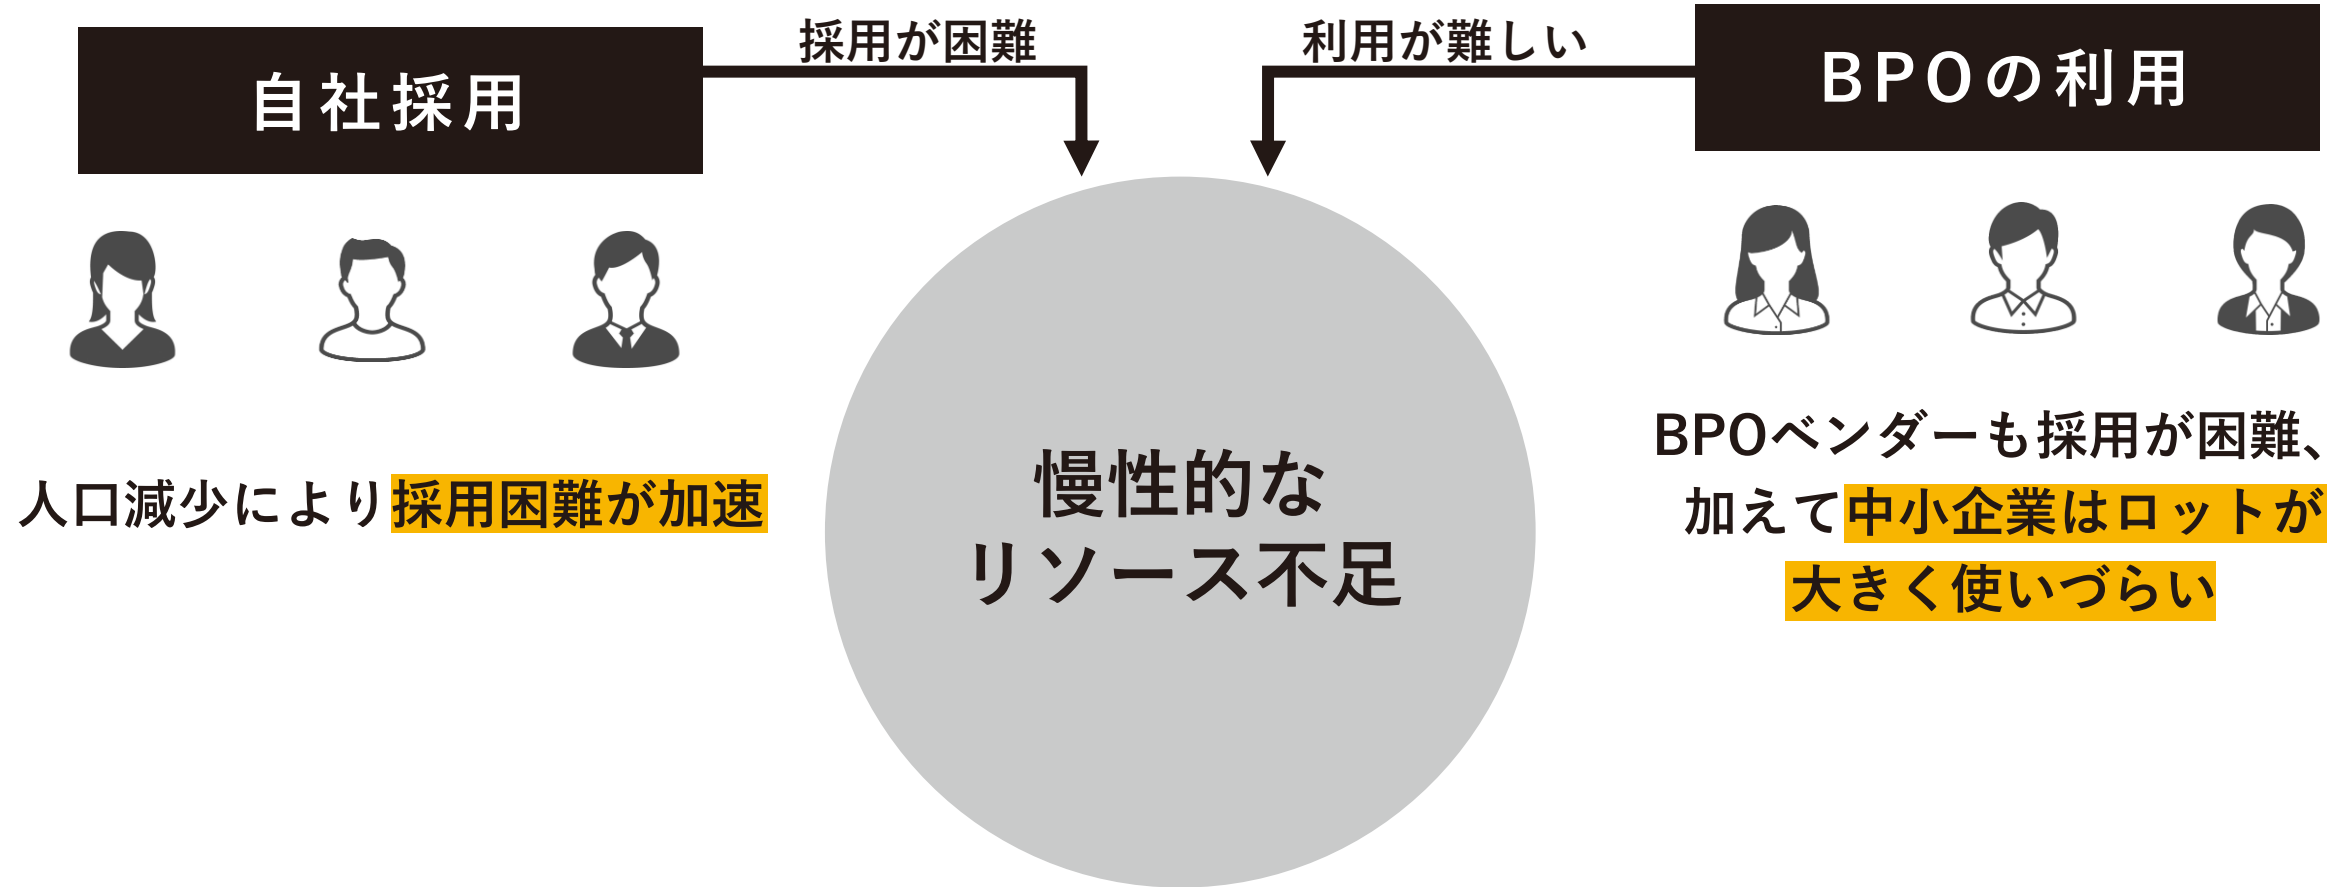 自社採用
採用が困難
利用が難しい
BPOの利用
人口減少により採用困難が加速
慢性的な
リソース不足
BPOベンダーも採用が困難、
加えて中小企業はロットが
大きく使いづらい